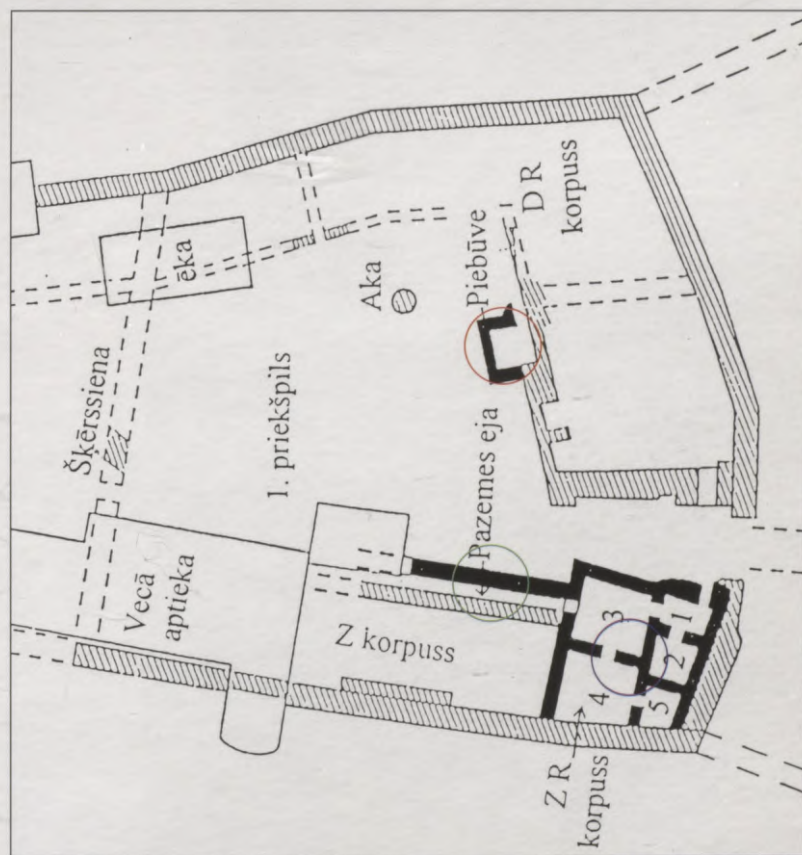 Šķērssiena
ēka
Vecā
aptieka
1. priekšpils
Aka
Piebūve
D R
korpuss
Pazemes eja
Z korpuss
Z R
korpuss
3
4
1
2
5